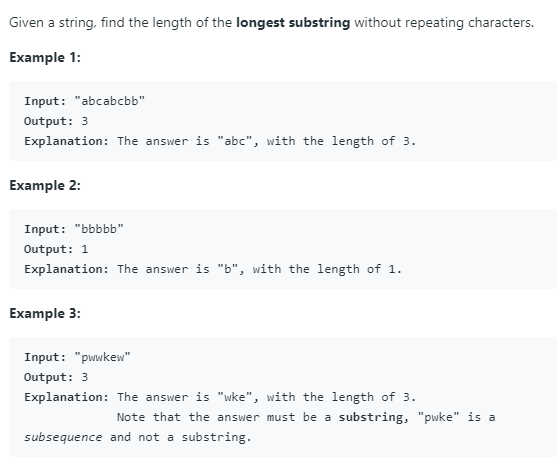 Given a string, find the length of the longest substring without repeating characters.
Example 1:
Input: "abcabcbb"
Output: 3
Explanation: The answer is "abc", with the length of 3.
Example 2:
Input: "bbbbb"
Output: 1
Explanation: The answer is "b", with the length of 1.
Example 3:
Input: "pwwkew"
Output: 3
Explanation: The answer is "wke", with the length of 3.
Note that the answer must be a substring, "pwke" is a
subsequence and not a substring.